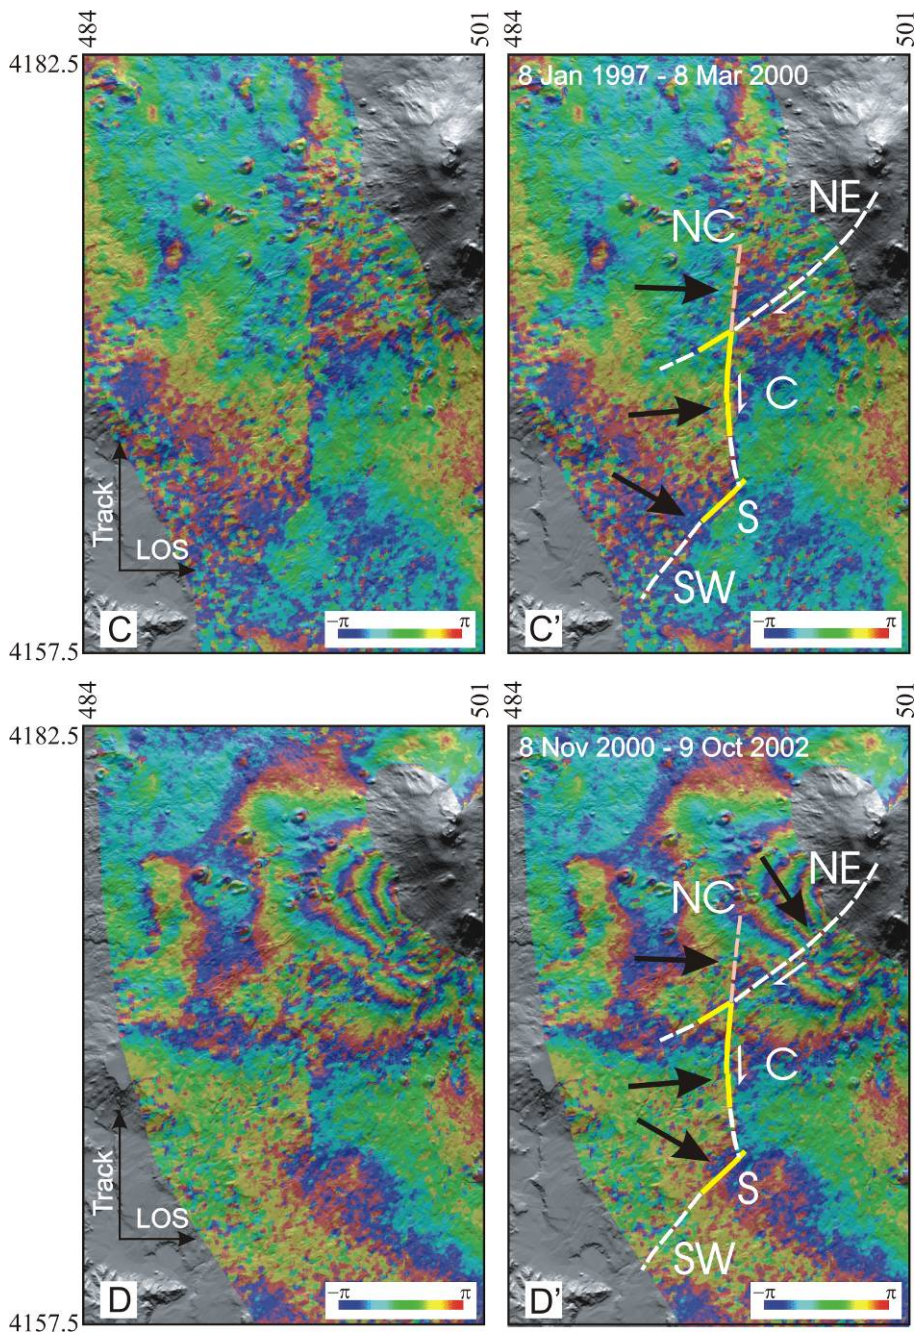 484
501
484
501
4182.5
8 Jan 1997 - 8 Mar 2000
NE
NC
C
Track
LOS
S
SW
C
−π
π
C'
−π
π
4157.5
484
501
484
501
4182.5
8 Nov 2000 - 9 Oct 2002
NE
NC
C
Track
LOS
S
SW
D
−π
π
D'
−π
π
4157.5